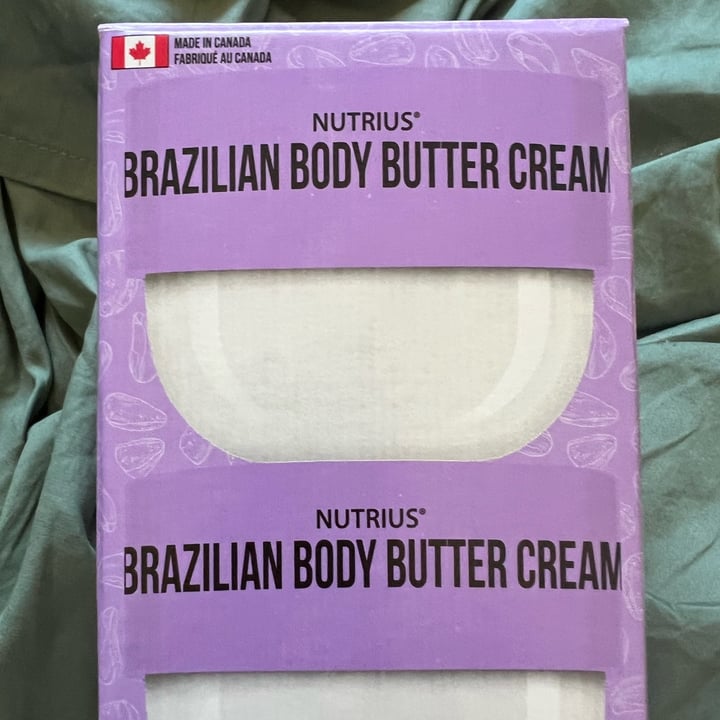 MADE IN CANADA
FABRIQUÉ AU CANADA
NUTRIUS®
BRAZILIAN BODY BUTTER CREAM
NUTRIUS®
BRAZILIAN BODY BUTTER CREAM